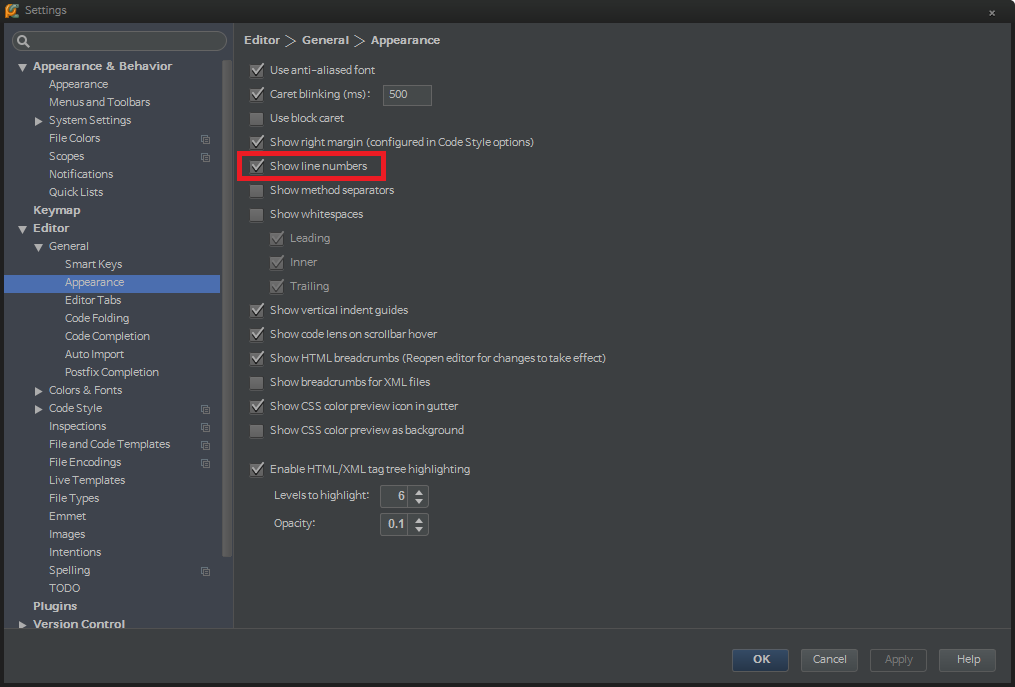 Settings
Appearance & Behavior
Appearance
Menus and Toolbars
System Settings
File Colors
Scopes
Notifications
Quick Lists
Keymap
Editor
General
Smart Keys
Appearance
Editor Tabs
Code Folding
Code Completion
Auto Import
Postfix Completion
Colors & Fonts
Code Style
Inspections
File and Code Templates
File Encodings
Live Templates
File Types
Emmet
Images
Intentions
Spelling
TODO
Plugins
Version Control
Editor > General > Appearance
Use anti-aliased font
Caret blinking (ms): 500
Use block caret
Show right margin (configured in Code Style options)
Show line numbers
Show method separators
Show whitespaces
Leading
Inner
Trailing
Show vertical indent guides
Show code lens on scrollbar hover
Show HTML breadcrumbs (Reopen editor for changes to take effect)
Show breadcrumbs for XML files
Show CSS color preview icon in gutter
Show CSS color preview as background
Enable HTML/XML tag tree highlighting
Levels to highlight: 6
Opacity: 0.1
OK Cancel Apply Help